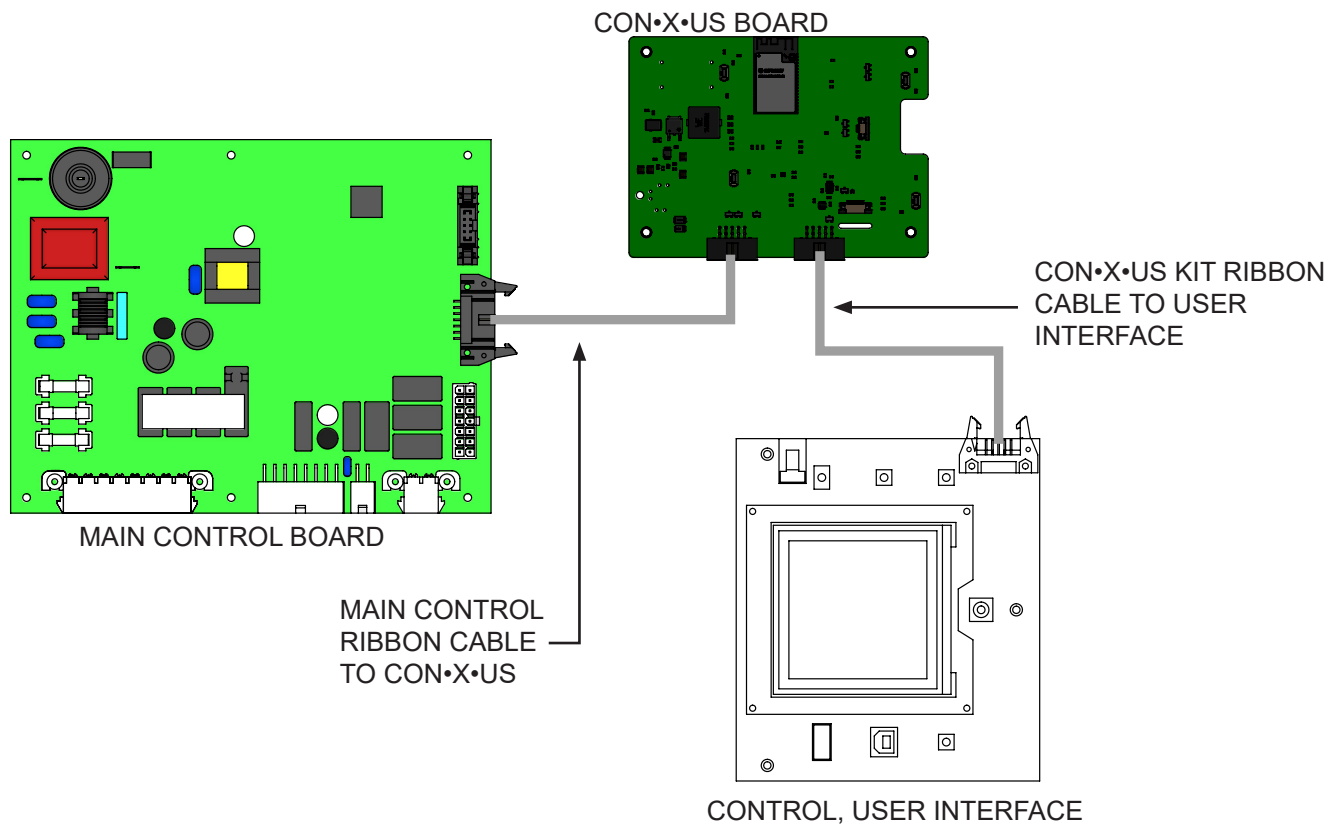 CON•X•US BOARD
CON•X•US KIT RIBBON
CABLE TO USER
INTERFACE
MAIN CONTROL BOARD
MAIN CONTROL
RIBBON CABLE
TO CON•X•US
CONTROL, USER INTERFACE